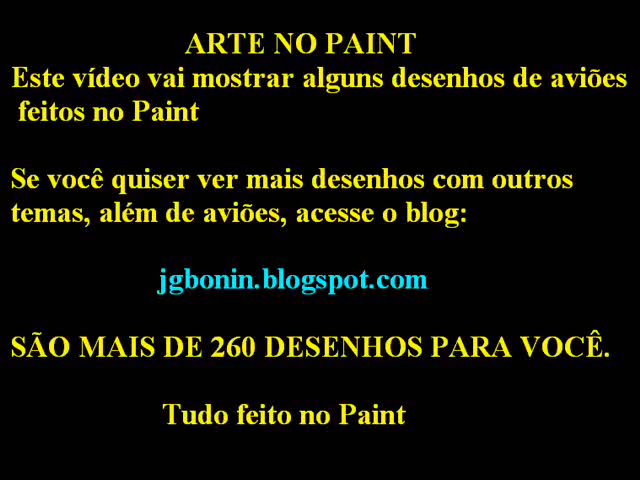 ARTE NO PAINT
Este vídeo vai mostrar alguns desenhos de aviões
feitos no Paint
Se você quiser ver mais desenhos com outros
temas, além de aviões, acesse o blog:
jgbonin.blogspot.com
SÃO MAIS DE 260 DESENHOS PARA VOCÊ.
Tudo feito no Paint